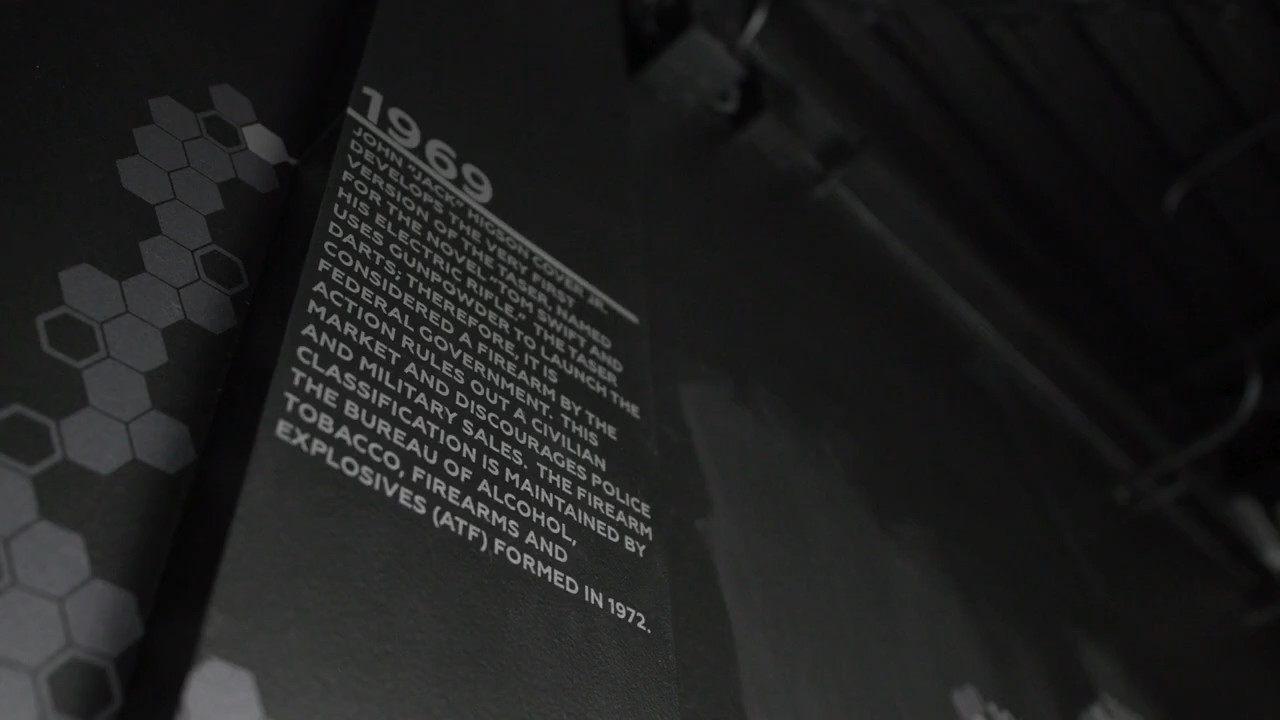 1969
JOHN "JACK" HIGSON COVER JR.
DEVELOPS THE VERY FIRST
VERSION OF THE TASER, NAMED
FOR THE NOVEL "TOM SWIFT AND
HIS ELECTRIC RIFLE". THE TASER
USES GUNPOWDER TO LAUNCH THE
DARTS; THEREFORE, IT IS
CONSIDERED A FIREARM BY THE
FEDERAL GOVERNMENT. THIS
ACTION RULES OUT A CIVILIAN
MARKET AND DISCOURAGES POLICE
AND MILITARY SALES. THE FIREARM
CLASSIFICATION IS MAINTAINED BY
THE BUREAU OF ALCOHOL,
TOBACCO, FIREARMS AND
EXPLOSIVES (ATF) FORMED IN 1972.